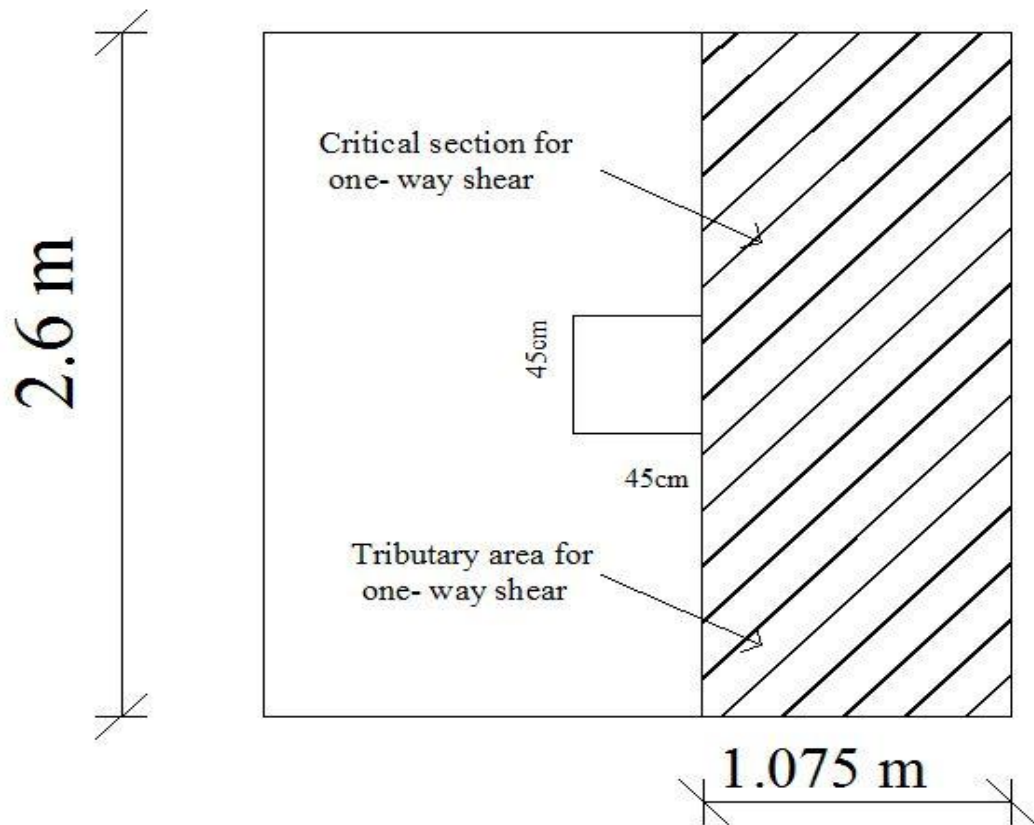 Critical section for
one- way shear
2.6 m
45cm
45cm
Tributary area for
one- way shear
1.075 m